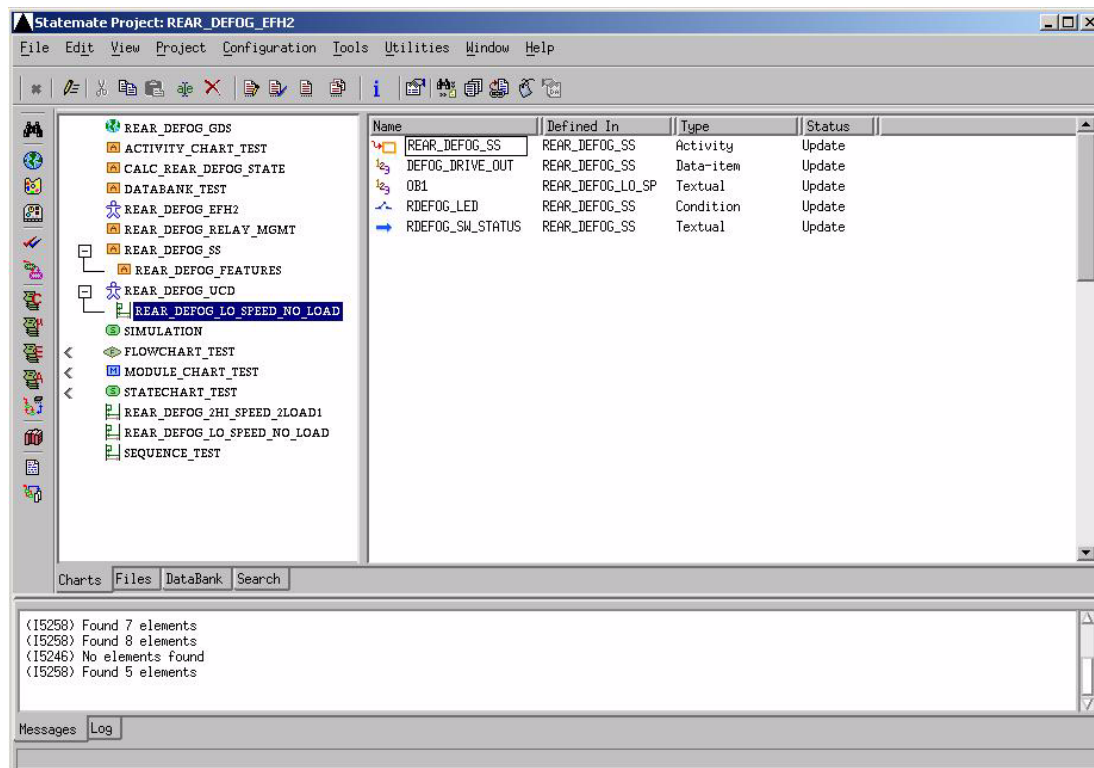 Statemate Project: REAR_DEFOG_EFH2
File Edit View Project Configuration Tools Utilities Window Help
REAR_DEFOG_GDS
ACTIVITY_CHART_TEST
CALC_REAR_DEFOG_STATE
DATABANK_TEST
REAR_DEFOG_EFH2
REAR_DEFOG_RELAY_MGMT
REAR_DEFOG_SS
REAR_DEFOG_FEATURES
REAR_DEFOG_UCD
REAR_DEFOG_LO_SPEED_NO_LOAD
SIMULATION
FLOWCHART_TEST
MODULE_CHART_TEST
STATECHART_TEST
REAR_DEFOG_2HI_SPEED_2LOAD1
REAR_DEFOG_LO_SPEED_NO_LOAD
SEQUENCE_TEST
Name Defined In Type Status
REAR_DEFOG_SS REAR_DEFOG_SS Activity Update
DEFOG_DRIVE_OUT REAR_DEFOG_SS Data-item Update
OB1 REAR_DEFOG_LO_SP Textual Update
RDEFOG_LED REAR_DEFOG_SS Condition Update
RDEFOG_SW_STATUS REAR_DEFOG_SS Textual Update
Charts Files DataBank Search
(I5258) Found 7 elements
(I5258) Found 8 elements
(I5246) No elements found
(I5258) Found 5 elements
Messages Log